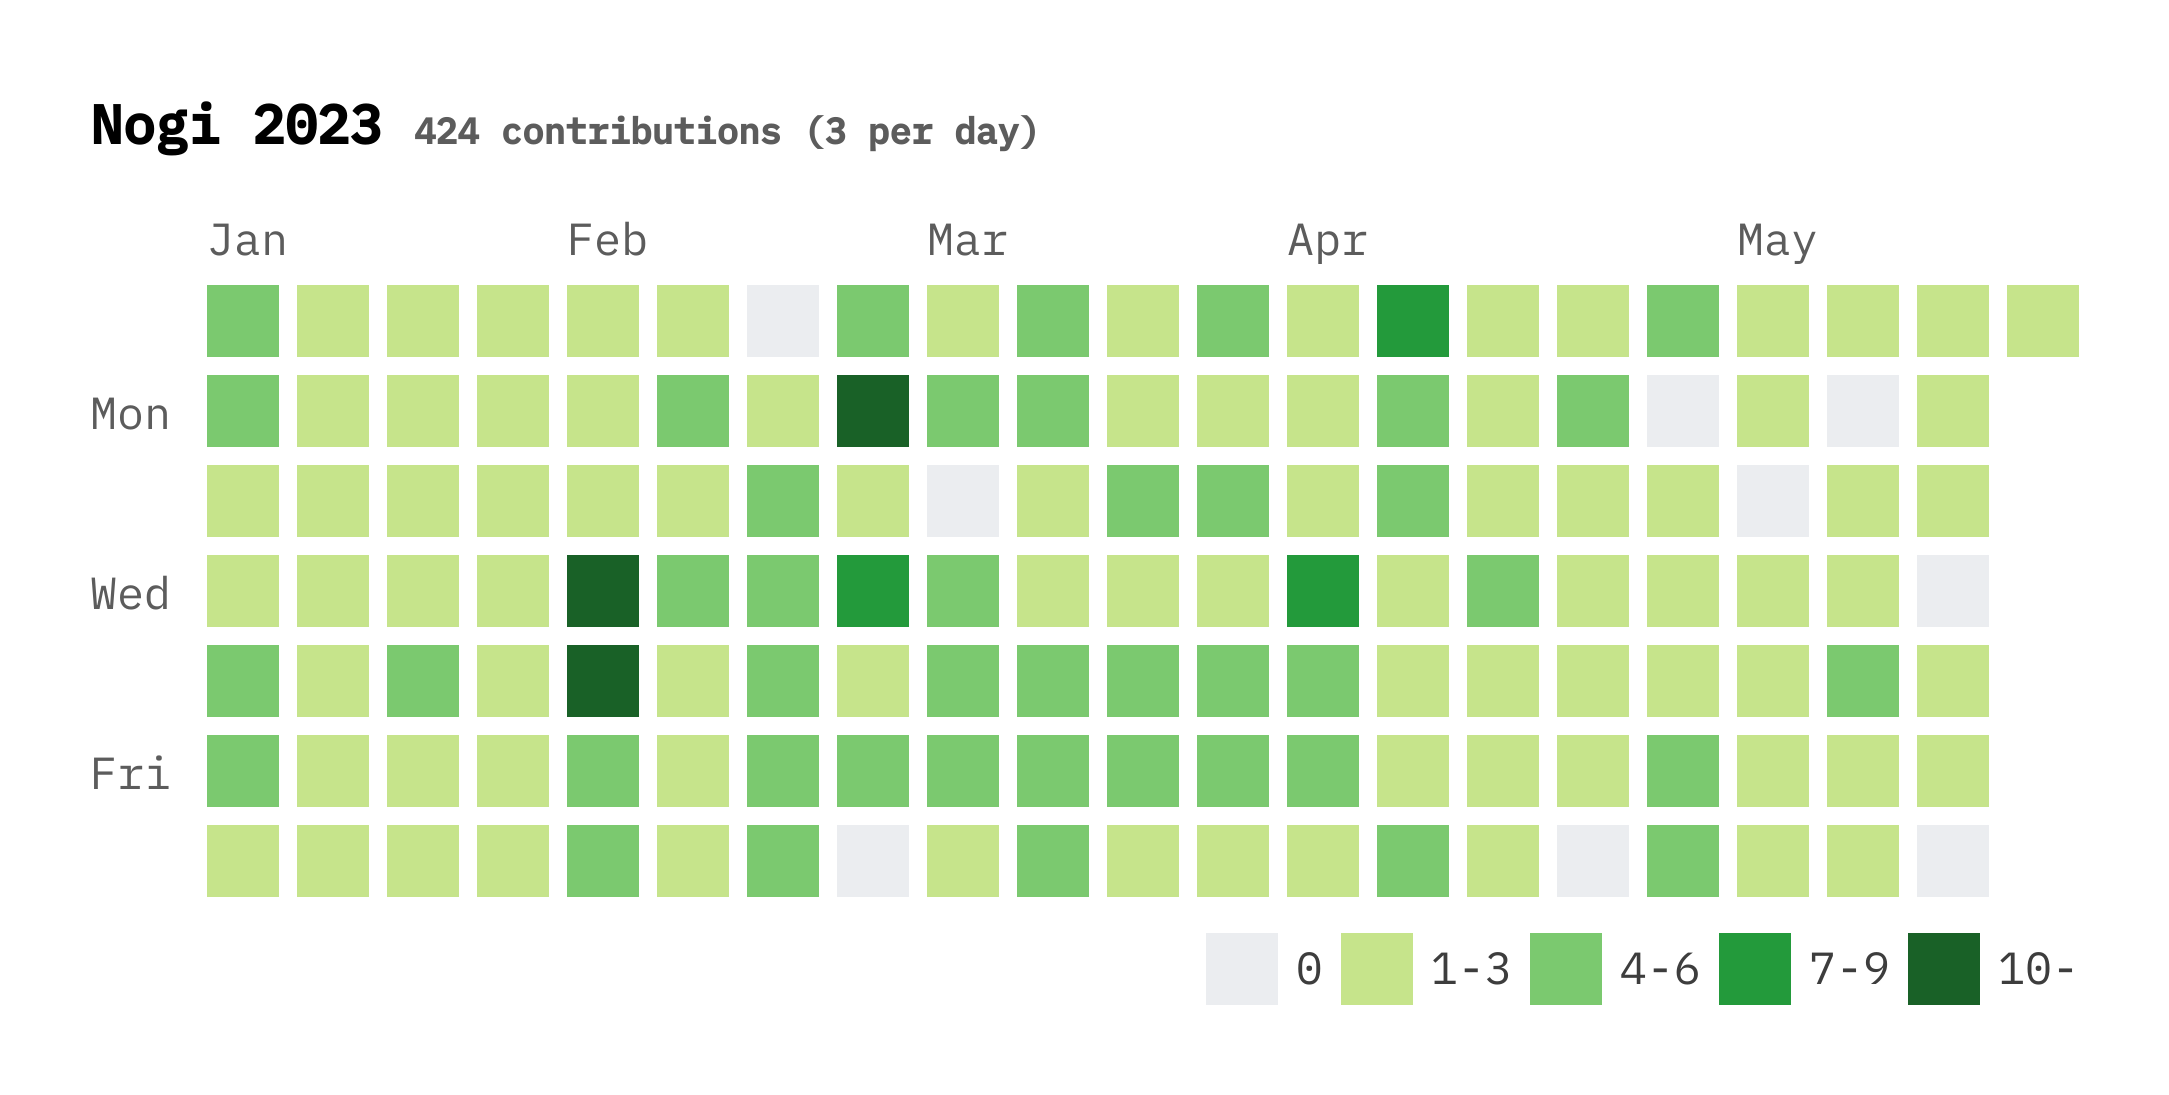 Nogi 2023 424 contributions (3 per day)
Jan Feb Mar Apr May
Mon
Wed
Fri
0 1-3 4-6 7-9 10-